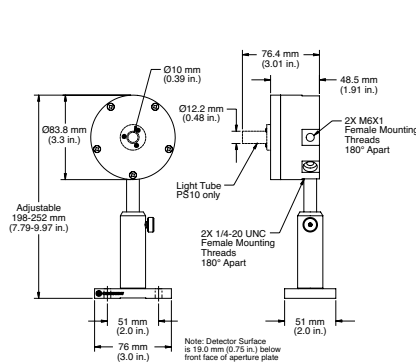 76.4 mm
(3.01 in.)
Ø10 mm
(0.39 in.)
48.5 mm
(1.91 in.)
Ø12.2 mm
(0.48 in.)
2X M6X1
Female Mounting
Threads
180° Apart
Ø83.8 mm
(3.3 in.)
Light Tube
PS10 only
Adjustable
198-252 mm
(7.79-9.97 in.)
2X 1/4-20 UNC
Female Mounting
Threads
180° Apart
51 mm
(2.0 in.)
51 mm
(2.0 in.)
76 mm
(3.0 in.)
Note: Detector Surface
is 19.0 mm (0.75 in.) below
front face of aperture plate